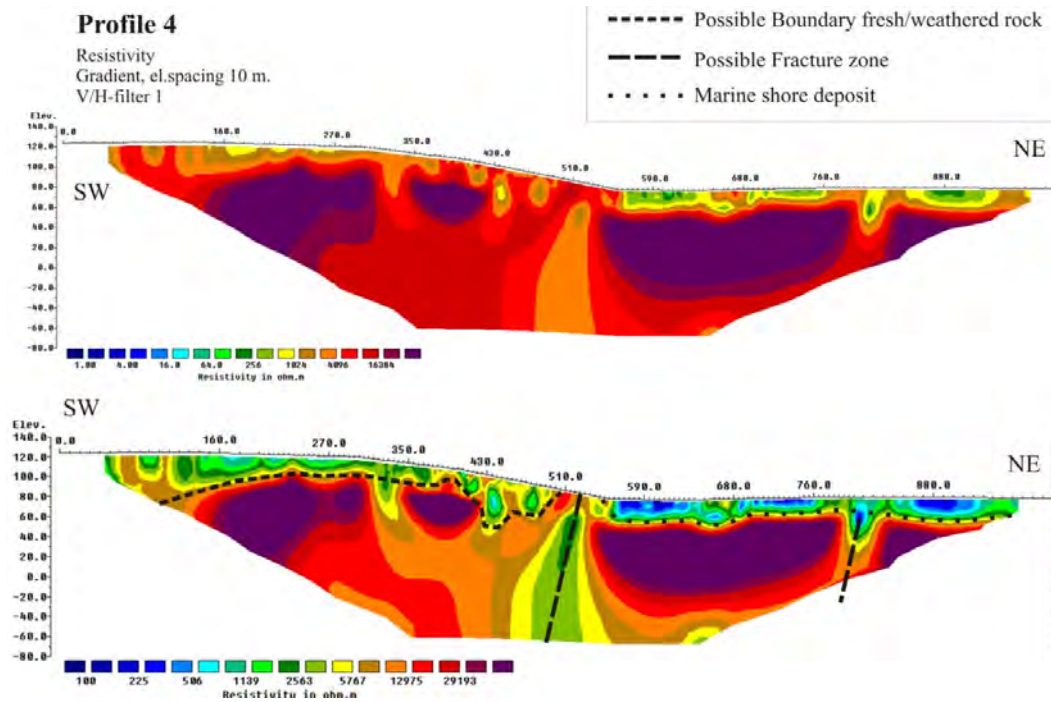 Profile 4
Resistivity
Gradient, el.spacing 10 m.
V/H-filter 1
Possible Boundary fresh/weathered rock
Possible Fracture zone
Marine shore deposit
Elev.
0.0 160.0 270.0 350.0 430.0 510.0 590.0 680.0 760.0 880.0
140.0
120.0
100.0
80.0
60.0
40.0
20.0
0.0
-20.0
-40.0
-60.0
-80.0
SW
NE
1.00 4.00 16.0 64.0 256 1024 4096 16384
Resistivity in ohm.m
SW
NE
Elev.
0.0 160.0 270.0 350.0 430.0 510.0 590.0 680.0 760.0 880.0
140.0
120.0
100.0
80.0
60.0
40.0
20.0
0.0
-20.0
-40.0
-60.0
-80.0
100 225 506 1139 2563 5767 12975 29193
Resistivity in ohm.m